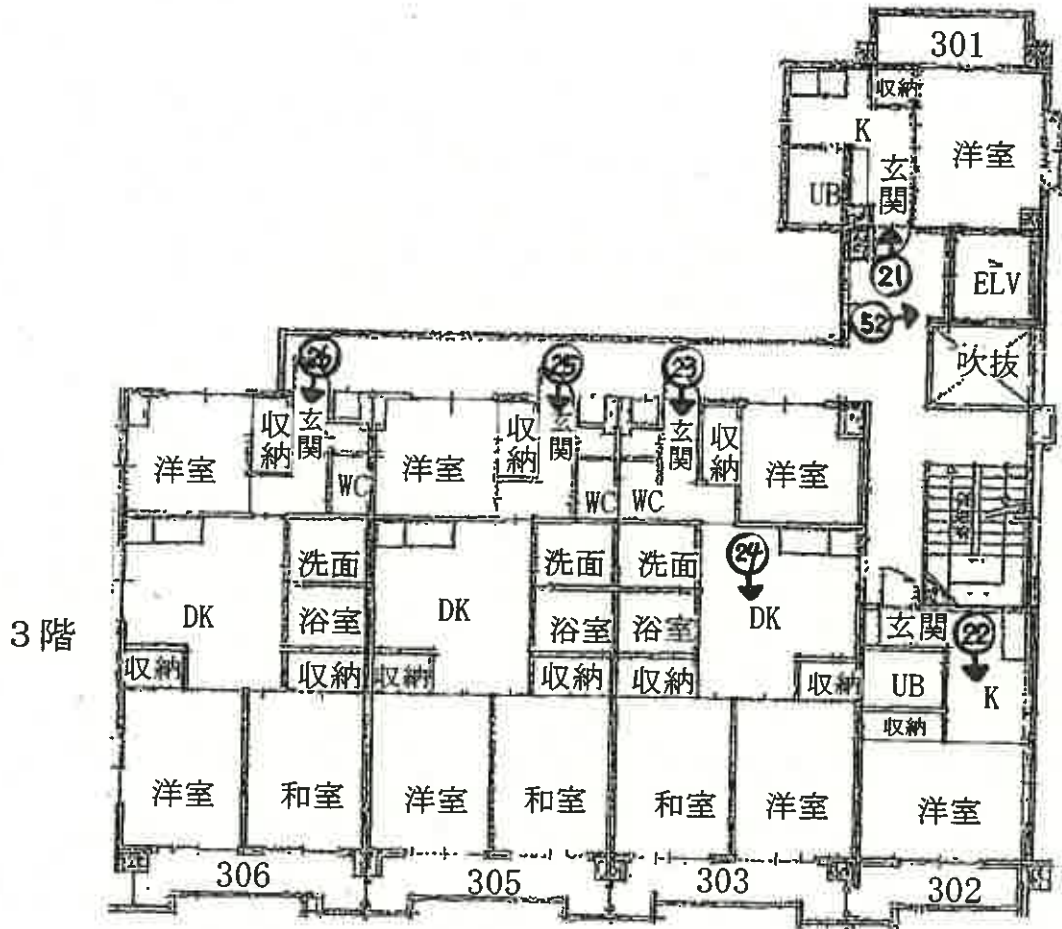 301
収納
K
洋室
玄関
UB
21
ELV
52
吹抜
26
25
23
玄関
収納
洋室
WC
玄関
収納
洋室
WC
玄関
収納
洋室
WC
洗面
洗面
洗面
24
DK
浴室
DK
浴室
浴室
DK
玄関
22
3階
収納
収納
収納
収納
収納
収納
UB
K
収納
洋室
和室
洋室
和室
和室
洋室
洋室
306
305
303
302